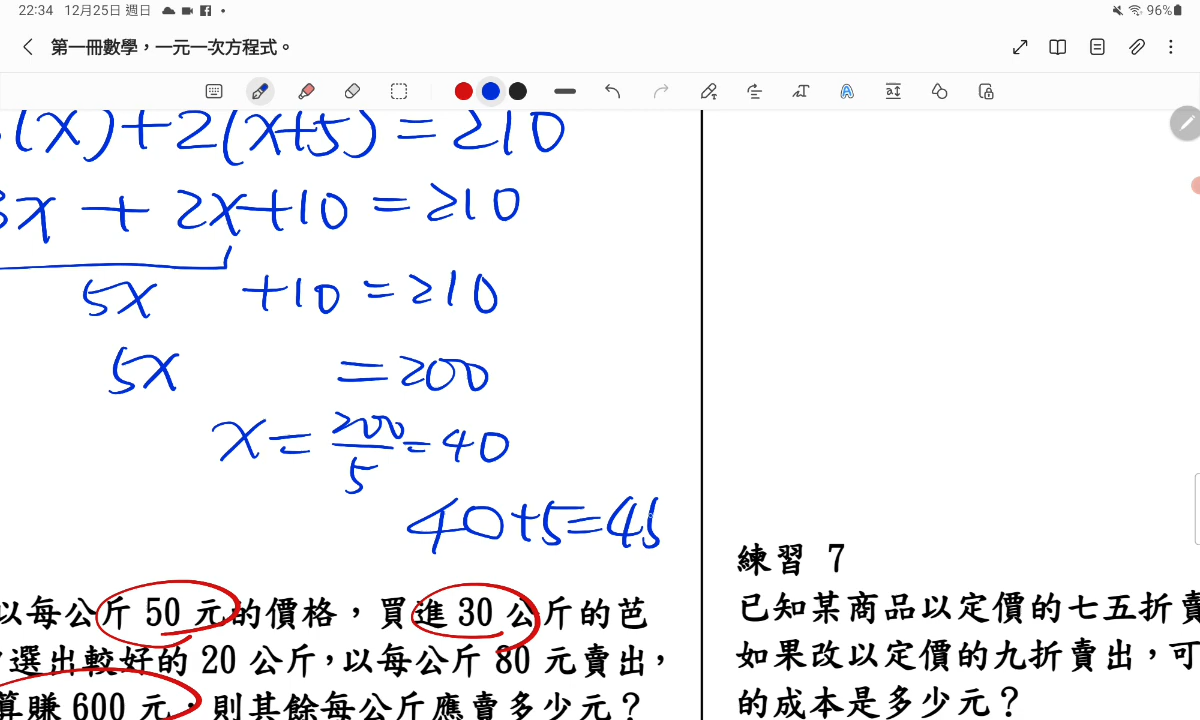 22:34 12月25日 週日
96%
第一冊數學，一元一次方程式。
(x)+2(x+5)=210
3x + 2x+10=210
5x +10=210
5x =200
x=200/5=40
40+5=45
以每公斤 50 元的價格，買進 30 公斤的芭
選出較好的 20 公斤，以每公斤 80 元賣出，
算賺 600 元，則其餘每公斤應賣多少元？
練習 7
已知某商品以定價的七五折賣
如果改以定價的九折賣出，可
的成本是多少元？